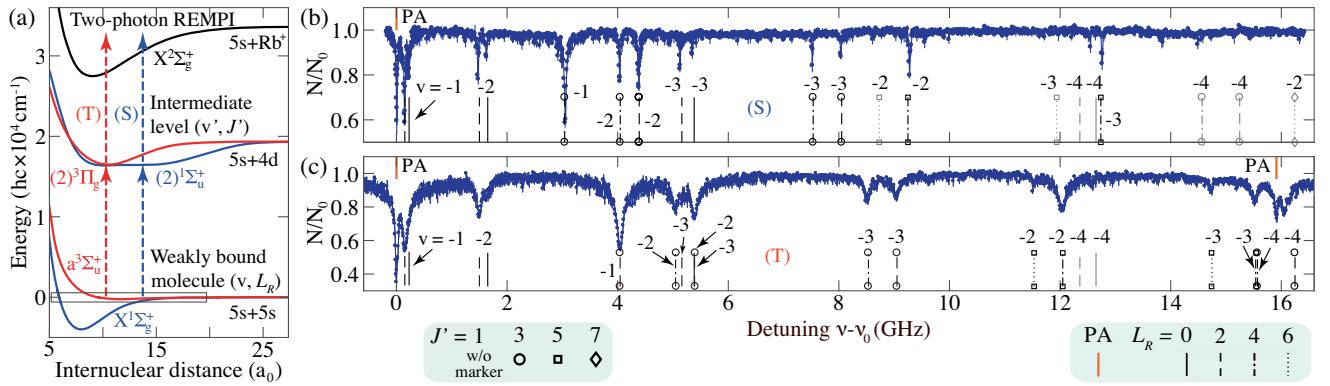 (a)
Two-photon REMPI
5s+Rb⁺
X²Σg⁺
3
2
1
0
Energy (hc×10⁴cm⁻¹)
(T)
(S)
Intermediate
level (v', J')
5s+4d
(2)³Πg
(2)¹Σu⁺
a³Σu⁺
Weakly bound
molecule (v, L_R)
X¹Σg⁺
5s+5s
5 15 25
Internuclear distance (a₀)
(b)
PA
1.0
0.8
0.6
N/N₀
v = -1
-2
-1
-2
-2
-3
-3
-3
-3
-2
-2
-3
-4
-4
-3
-4
-4
-2
(S)
(c)
PA
PA
1.0
0.8
0.6
0.4
N/N₀
v = -1
-2
-1
-2
-3
-2
-3
-3
-3
-2
-2
-4
-4
-3
-3
-4
-4
(T)
0 2 4 6 8 10 12 14 16
Detuning ν-ν₀ (GHz)
J' = 1 3 5 7
w/o
marker
PA L_R = 0 2 4 6